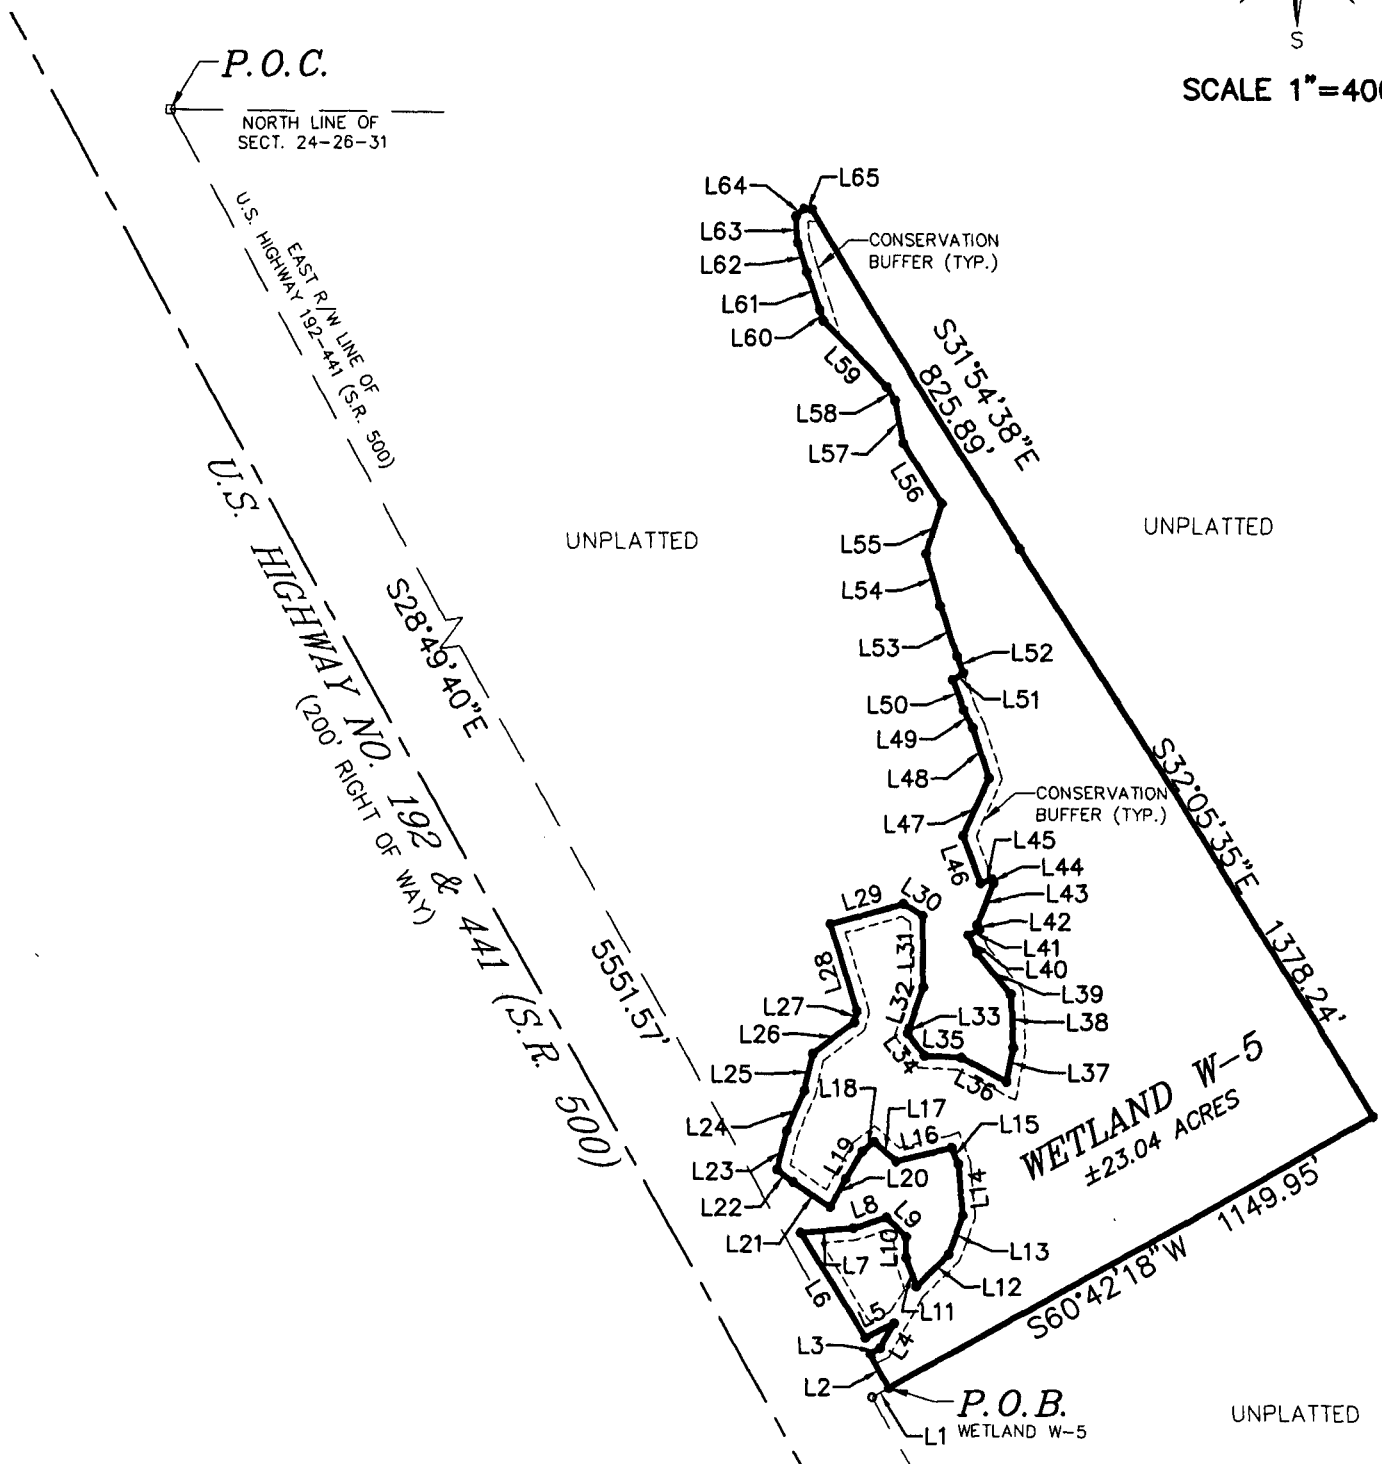 S
P.O.C.
SCALE 1"=40
NORTH LINE OF
SECT. 24-26-31
EAST R/W LINE OF
U.S. HIGHWAY 192-441 (S.R. 500)
L64
L65
L63
CONSERVATION
BUFFER (TYP.)
L62
L61
L60
L59
S31°54'38"E
825.89'
L58
L57
L56
U.S. HIGHWAY NO. 192 & 441 (S.R. 500)
(200' RIGHT OF WAY)
UNPLATTED
UNPLATTED
L55
L54
S28°49'40"E
5551.57'
L53
L52
L51
L50
L49
L48
S32°05'35"E
1378.24'
CONSERVATION
BUFFER (TYP.)
L47
L46
L45
L44
L43
L42
L41
L40
L39
L38
L37
L29
L30
L31
L28
L32
L27
L33
L26
L35
L34
L36
L25
L18
L17
L15
L24
L16
L19
L14
L23
L20
L22
L21
L8
L9
L10
L13
L7
L12
L6
L11
L5
L3
L4
L2
WETLAND W-5
±23.04 ACRES
S60°42'18"W
1149.95'
P.O.B.
WETLAND W-5
L1
UNPLATTED